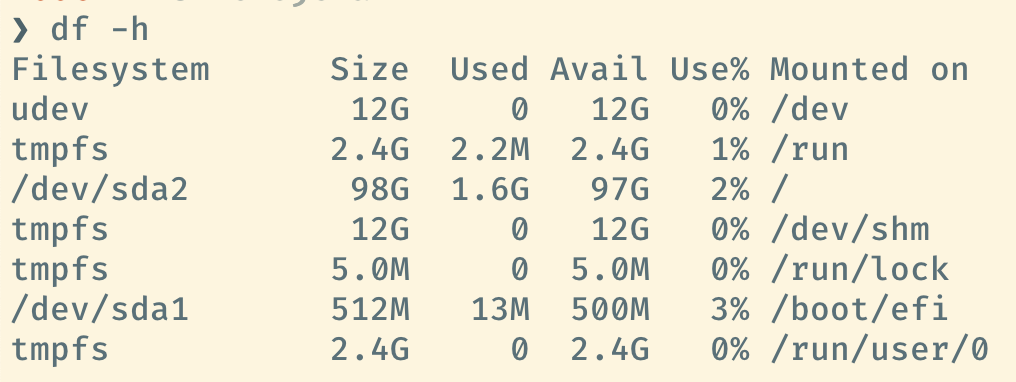 ❯ df -h
Filesystem      Size  Used Avail Use% Mounted on
udev             12G     0   12G   0% /dev
tmpfs           2.4G  2.2M  2.4G   1% /run
/dev/sda2        98G  1.6G   97G   2% /
tmpfs            12G     0   12G   0% /dev/shm
tmpfs           5.0M     0  5.0M   0% /run/lock
/dev/sda1       512M   13M  500M   3% /boot/efi
tmpfs           2.4G     0  2.4G   0% /run/user/0